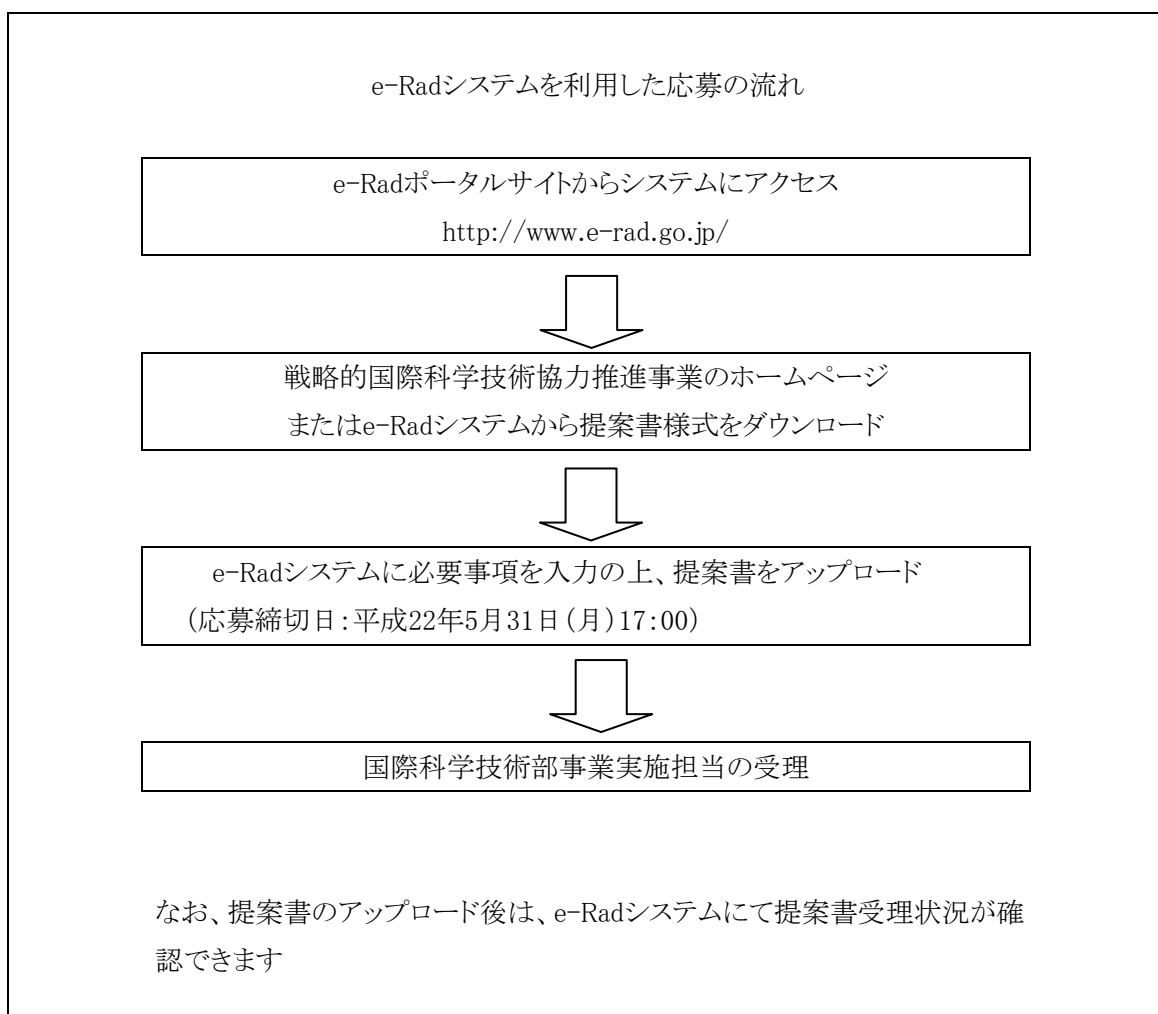 e-Radシステムを利用した応募の流れ
e-Radポータルサイトからシステムにアクセス
http://www.e-rad.go.jp/
戦略的国際科学技術協力推進事業のホームページ
またはe-Radシステムから提案書様式をダウンロード
e-Radシステムに必要事項を入力の上、提案書をアップロード
(応募締切日:平成22年5月31日(月)17:00)
国際科学技術部事業実施担当の受理
なお、提案書のアップロード後は、e-Radシステムにて提案書受理状況が確
認できます